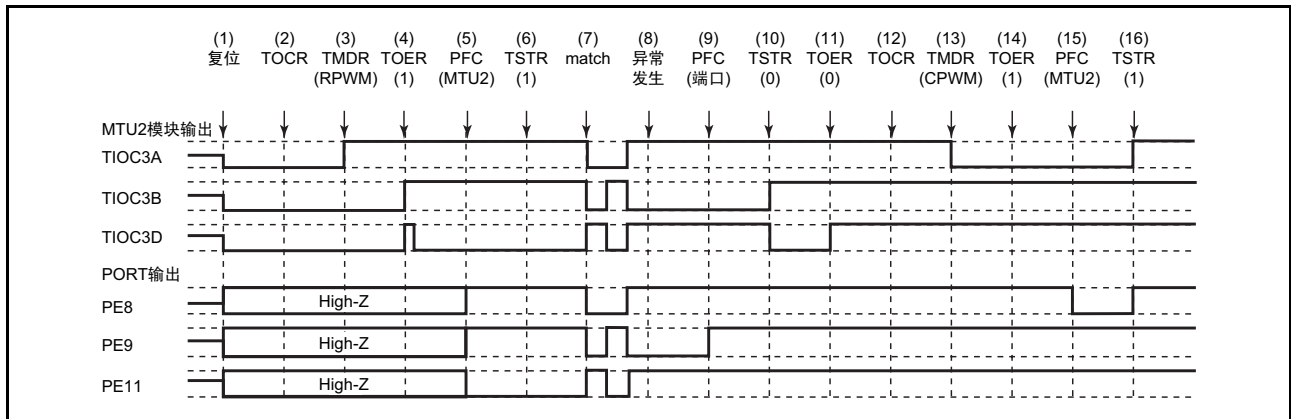 (1) (2) (3) (4) (5) (6) (7) (8) (9) (10) (11) (12) (13) (14) (15) (16)
复位 TOCR TMDR TOER PFC TSTR match 异常 PFC TSTR TOER TOCR TMDR TOER PFC TSTR
(RPWM) (1) (MTU2) (1) 发生 (端口) (0) (0) (CPWM) (1) (MTU2) (1)
MTU2模块输出
TIOC3A
TIOC3B
TIOC3D
PORT输出
PE8 High-Z
PE9 High-Z
PE11 High-Z